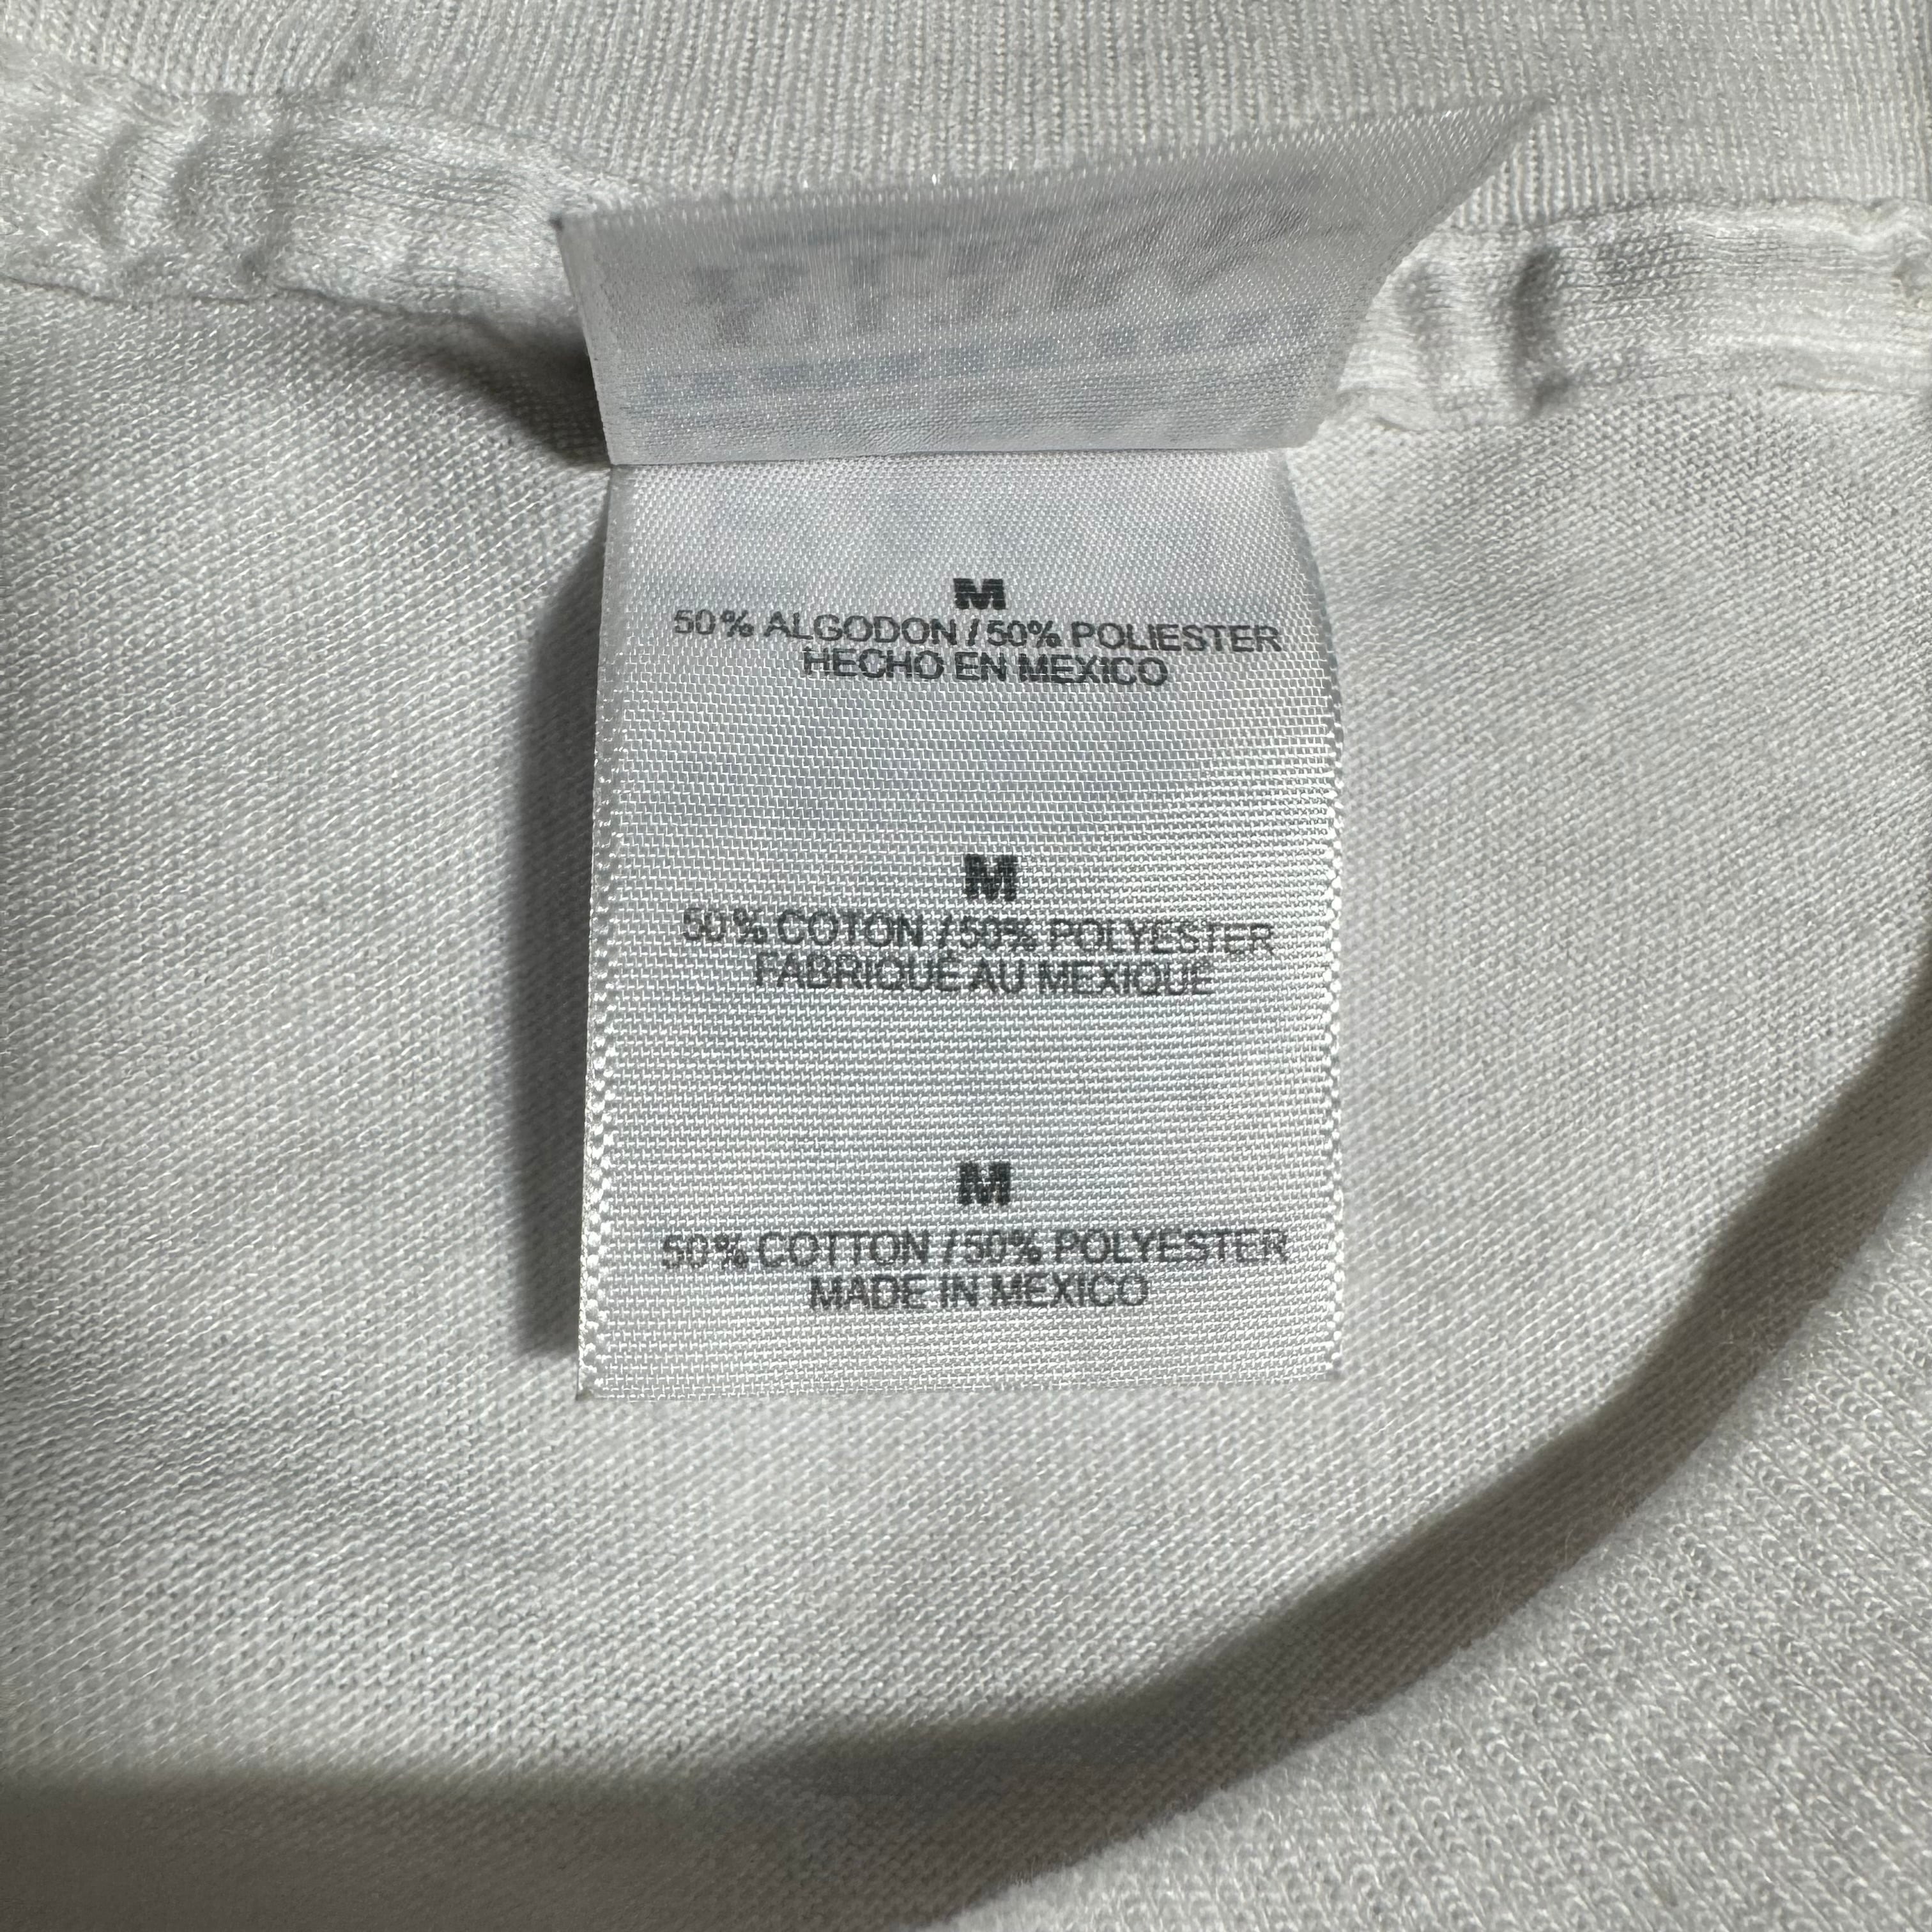 M
50% ALGODON / 50% POLIESTER
HECHO EN MEXICO
M
50% COTON / 50% POLYESTER
FABRIQUÉ AU MEXIQUE
M
50% COTTON / 50% POLYESTER
MADE IN MEXICO